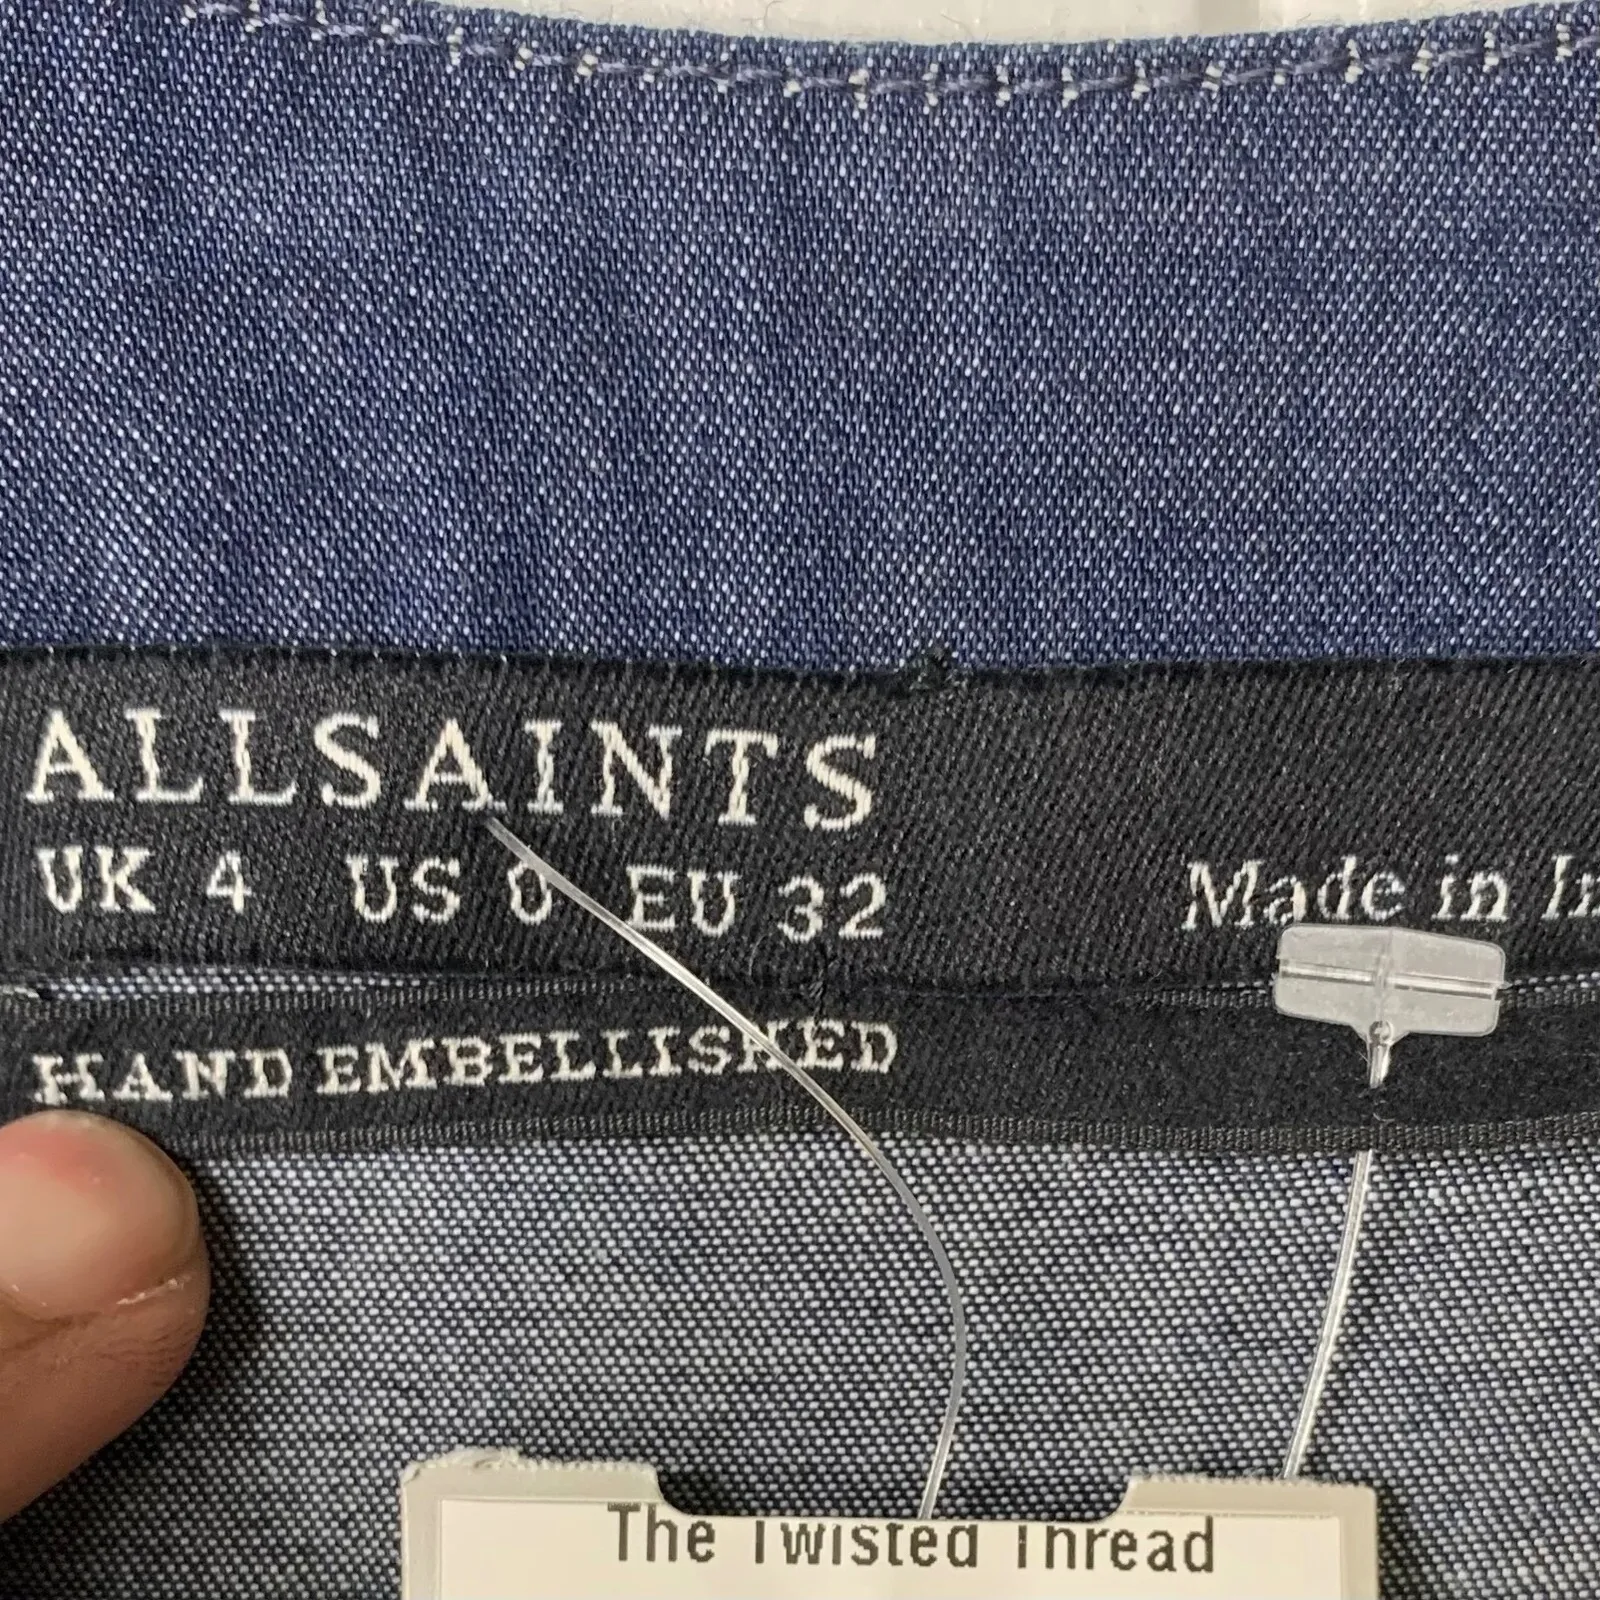 ALLSAINTS
UK 4 US 0 EU 32
Made in
HAND EMBELLISHED
The Twisted Thread